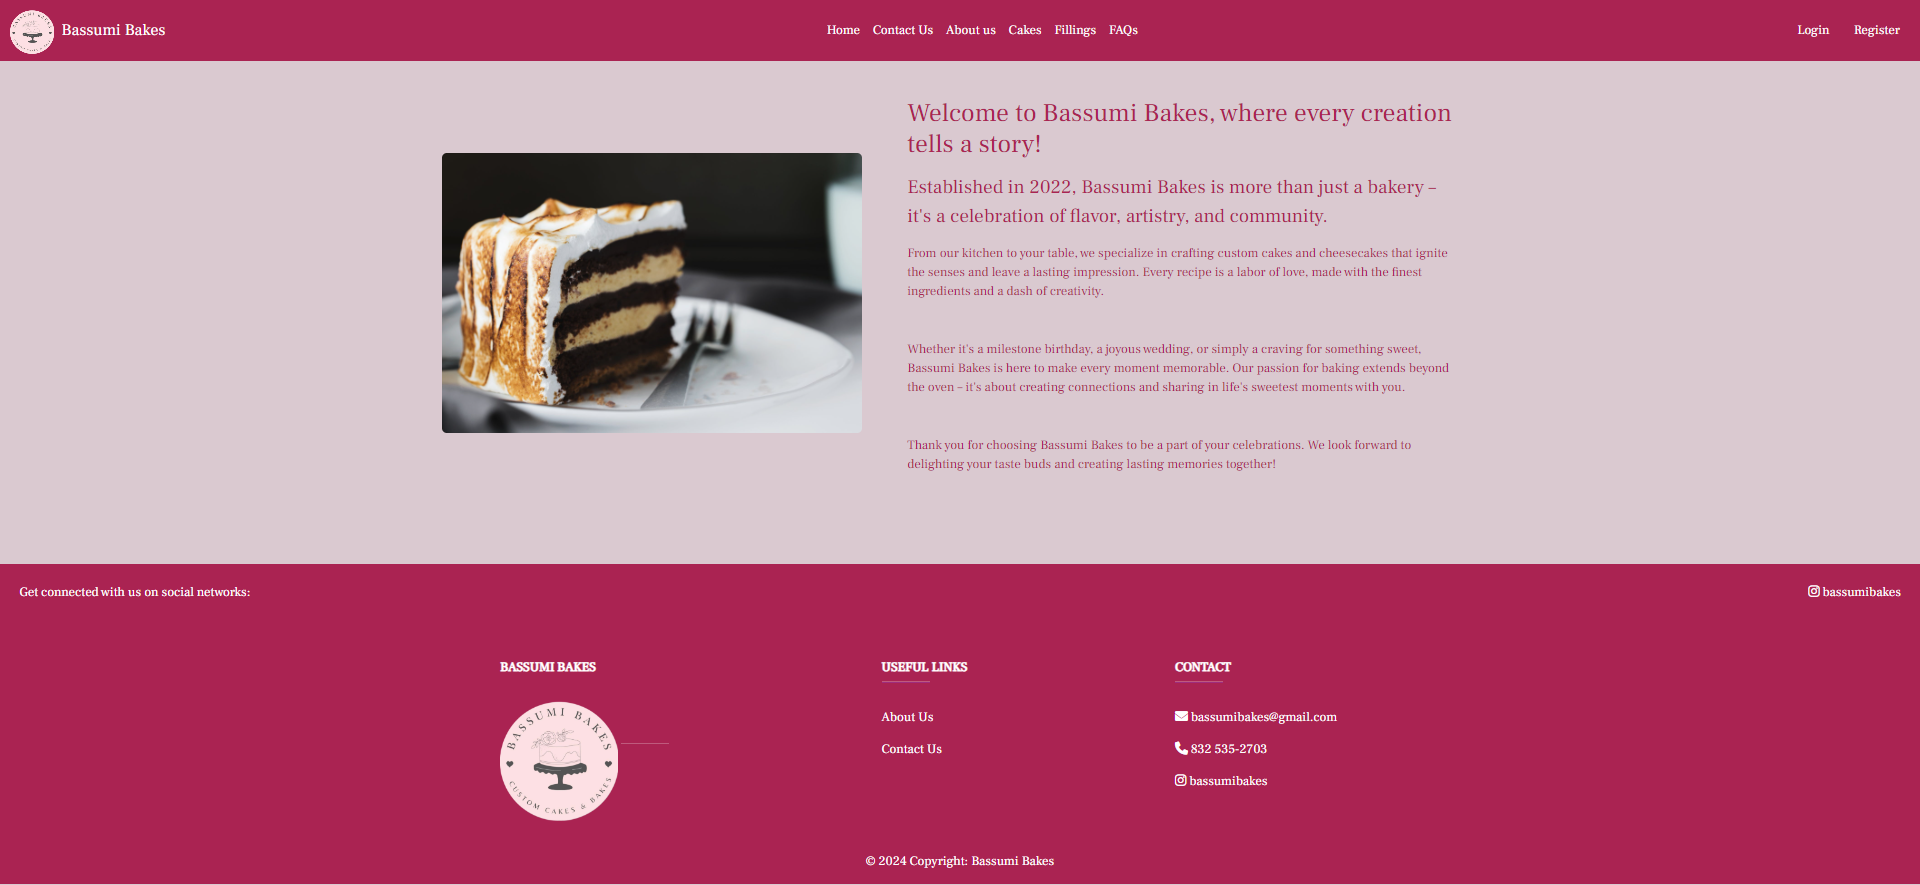 BASSUMI BAKES
Bassumi Bakes
Home Contact Us About us Cakes Fillings FAQs
Login Register
Welcome to Bassumi Bakes, where every creation
tells a story!
Established in 2022, Bassumi Bakes is more than just a bakery –
it's a celebration of flavor, artistry, and community.
From our kitchen to your table, we specialize in crafting custom cakes and cheesecakes that ignite
the senses and leave a lasting impression. Every recipe is a labor of love, made with the finest
ingredients and a dash of creativity.
Whether it's a milestone birthday, a joyous wedding, or simply a craving for something sweet,
Bassumi Bakes is here to make every moment memorable. Our passion for baking extends beyond
the oven – it's about creating connections and sharing in life's sweetest moments with you.
Thank you for choosing Bassumi Bakes to be a part of your celebrations. We look forward to
delighting your taste buds and creating lasting memories together!
Get connected with us on social networks:
bassumibakes
BASSUMI BAKES
BASSUMI BAKES
CUSTOM CAKES & BAKES
USEFUL LINKS
About Us
Contact Us
CONTACT
bassumibakes@gmail.com
832 535-2703
bassumibakes
© 2024 Copyright: Bassumi Bakes